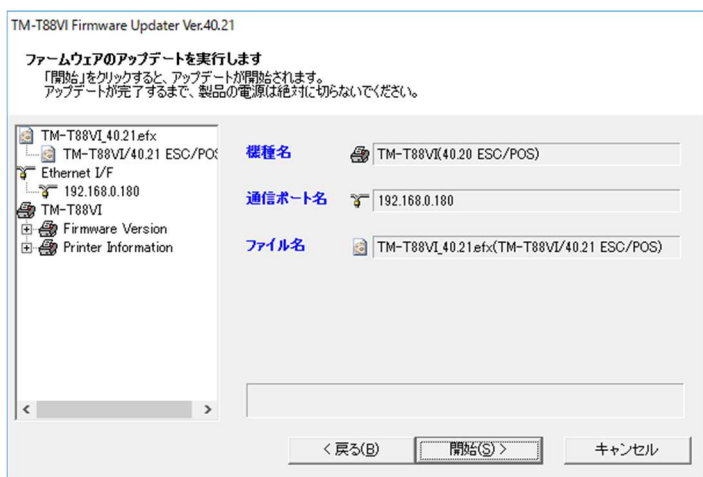 TM-T88VI Firmware Updater Ver.40.21
ファームウェアのアップデートを実行します
「開始」をクリックすると、アップデートが開始されます。
アップデートが完了するまで、製品の電源は絶対に切らないでください。
TM-T88VI_40.21.efx
TM-T88VI/40.21 ESC/POS
Ethernet I/F
192.168.0.180
TM-T88VI
Firmware Version
Printer Information
機種名
TM-T88VI(40.20 ESC/POS)
通信ポート名
192.168.0.180
ファイル名
TM-T88VI_40.21.efx(TM-T88VI/40.21 ESC/POS)
< 戻る(B)
開始(S) >
キャンセル